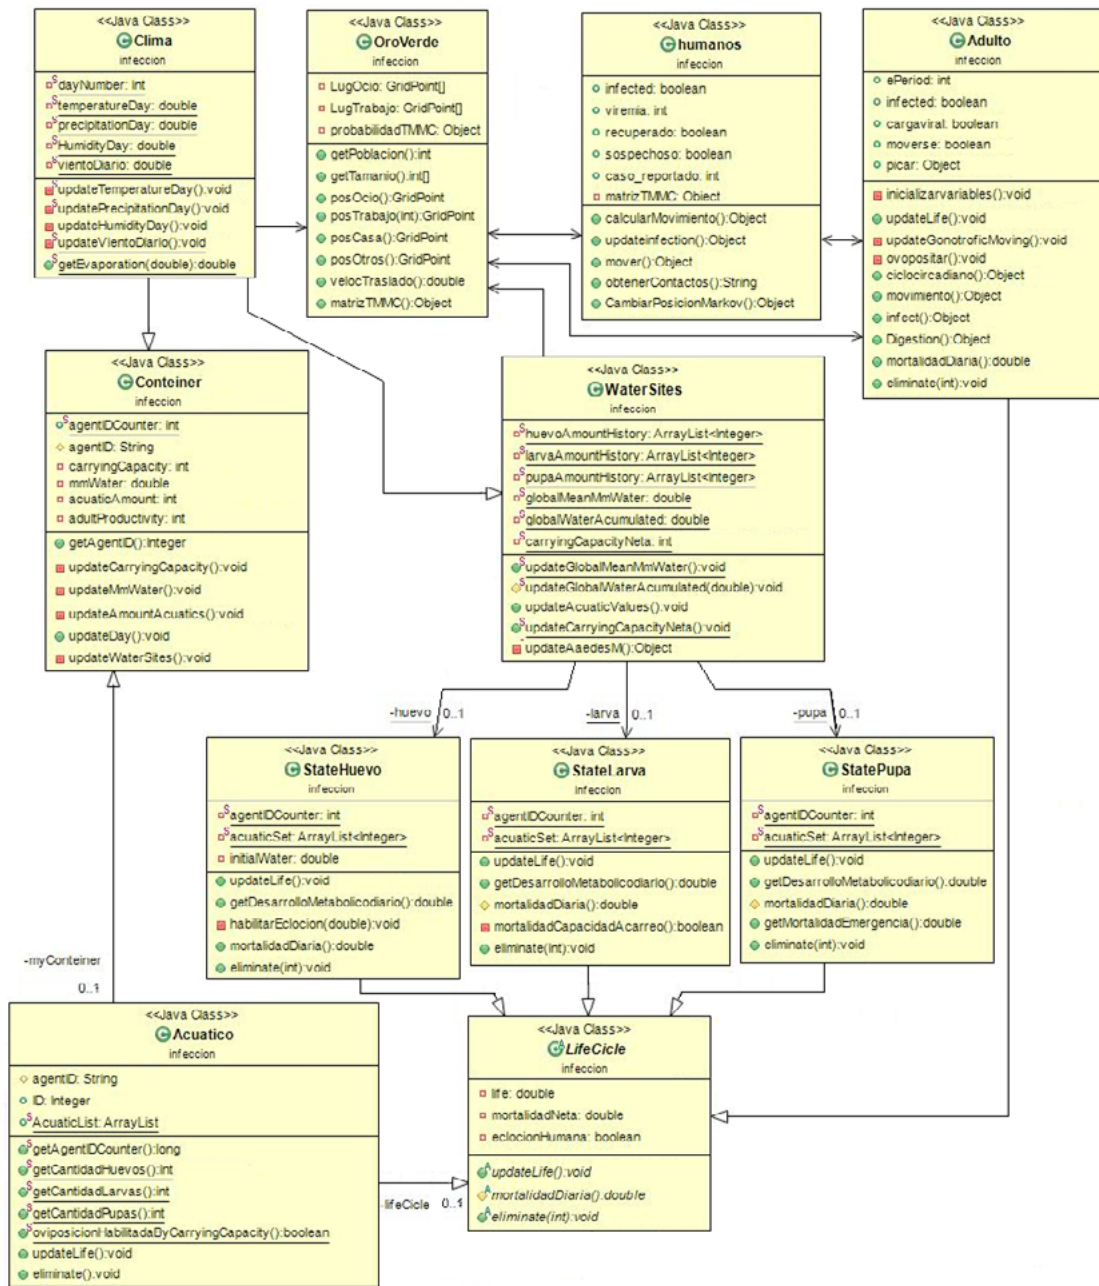 <<Java Class>>
Clima
infeccion
dayNumber: int
temperatureDay: double
precipitationDay: double
HumidityDay: double
vientoDiario: double
updateTemperatureDay():void
updatePrecipitationDay():void
updateHumidityDay():void
updateVientoDiario():void
getEvaporation(double):double
<<Java Class>>
OroVerde
infeccion
LugOcio: GridPoint[]
LugTrabajo: GridPoint[]
probabilidadTMMC: Object
getPoblacion():int
getTamanio():int[]
posOcio():GridPoint
posTrabajo(int):GridPoint
posCasa():GridPoint
posOtros():GridPoint
velocTraslado():double
matrizTMMC():Object
<<Java Class>>
humanos
infeccion
infected: boolean
viremia: int
recuperado: boolean
sospechoso: boolean
caso_reportado: int
matrizTMMC: Object
calcularMovimiento():Object
updateinfection():Object
mover():Object
obtenerContactos():String
CambiarPosicionMarkov():Object
<<Java Class>>
Adulto
infeccion
ePeriod: int
infected: boolean
cargaviral: boolean
moverse: boolean
picar: Object
inicializarvariables():void
updateLife():void
updateGonotroficMoving():void
ovopositar():void
ciclocircadiano():Object
movimiento():Object
infect():Object
Digestion():Object
mortalidadDiaria():double
eliminate(int):void
<<Java Class>>
Conteiner
infeccion
agentIDCounter: int
agentID: String
carryingCapacity: int
mmWater: double
acuaticAmount: int
adultProductivity: int
getAgentID():Integer
updateCarryingCapacity():void
updateMmWater():void
updateAmountAcuatics():void
updateDay():void
updateWaterSites():void
<<Java Class>>
WaterSites
infeccion
huevoAmountHistory: ArrayList<Integer>
larvaAmountHistory: ArrayList<Integer>
pupaAmountHistory: ArrayList<Integer>
globalMeanMmWater: double
globalWaterAcumulated: double
carryingCapacityNeta: int
updateGlobalMeanMmWater():void
updateGlobalWaterAcumulated(double):void
updateAcuaticValues():void
updateCarryingCapacityNeta():void
updateAaedesM():Object
-huevo 0..1
-larva 0..1
-pupa 0..1
<<Java Class>>
StateHuevo
infeccion
agentIDCounter: int
acuaticSet: ArrayList<Integer>
initialWater: double
updateLife():void
getDesarrolloMetabolicodiario():double
habilitarEclocion(double):void
mortalidadDiaria():double
eliminate(int):void
<<Java Class>>
StateLarva
infeccion
agentIDCounter: int
acuaticSet: ArrayList<Integer>
updateLife():void
getDesarrolloMetabolicodiario():double
mortalidadDiaria():double
mortalidadCapacidadAcarreo():boolean
eliminate(int):void
<<Java Class>>
StatePupa
infeccion
agentIDCounter: int
acuaticSet: ArrayList<Integer>
updateLife():void
getDesarrolloMetabolicodiario():double
mortalidadDiaria():double
getMortalidadEmergencia():double
eliminate(int):void
-myConteiner
0..1
<<Java Class>>
Acuatico
infeccion
agentID: String
ID: Integer
AcuaticList: ArrayList
getAgentIDCounter():long
getCantidadHuevos():int
getCantidadLarvas():int
getCantidadPupas():int
oviposicionHabilitadaByCarryingCapacity():boolean
updateLife():void
eliminate():void
-lifeCicle 0..1
<<Java Class>>
LifeCicle
infeccion
life: double
mortalidadNeta: double
eclocionHumana: boolean
updateLife():void
mortalidadDiaria():double
eliminate(int):void